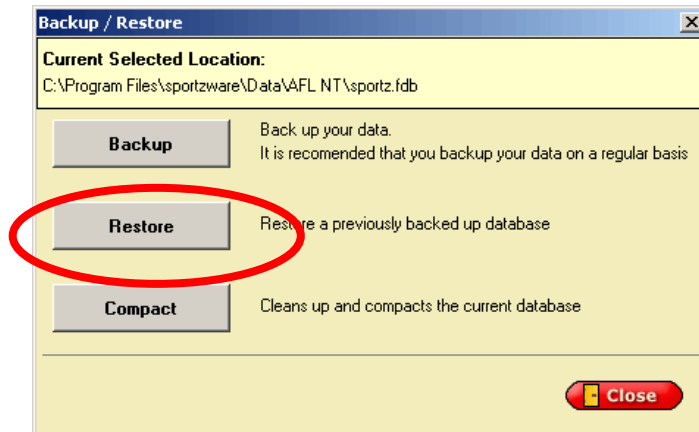 Backup / Restore
Current Selected Location:
C:\Program Files\sportzware\Data\AFL NT\sportz.fdb
Backup
Back up your data.
It is recomended that you backup your data on a regular basis
Restore
Restore a previously backed up database
Compact
Cleans up and compacts the current database
Close